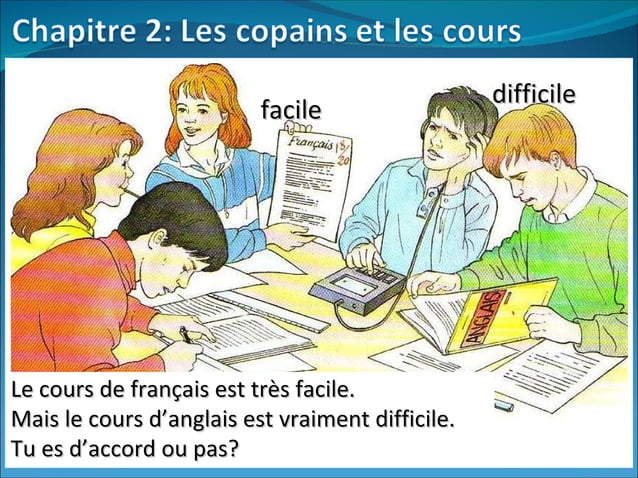 Chapitre 2: Les copains et les cours
facile
difficile
Français
15/
20
ANGLAIS
Le cours de français est très facile.
Mais le cours d’anglais est vraiment difficile.
Tu es d’accord ou pas?